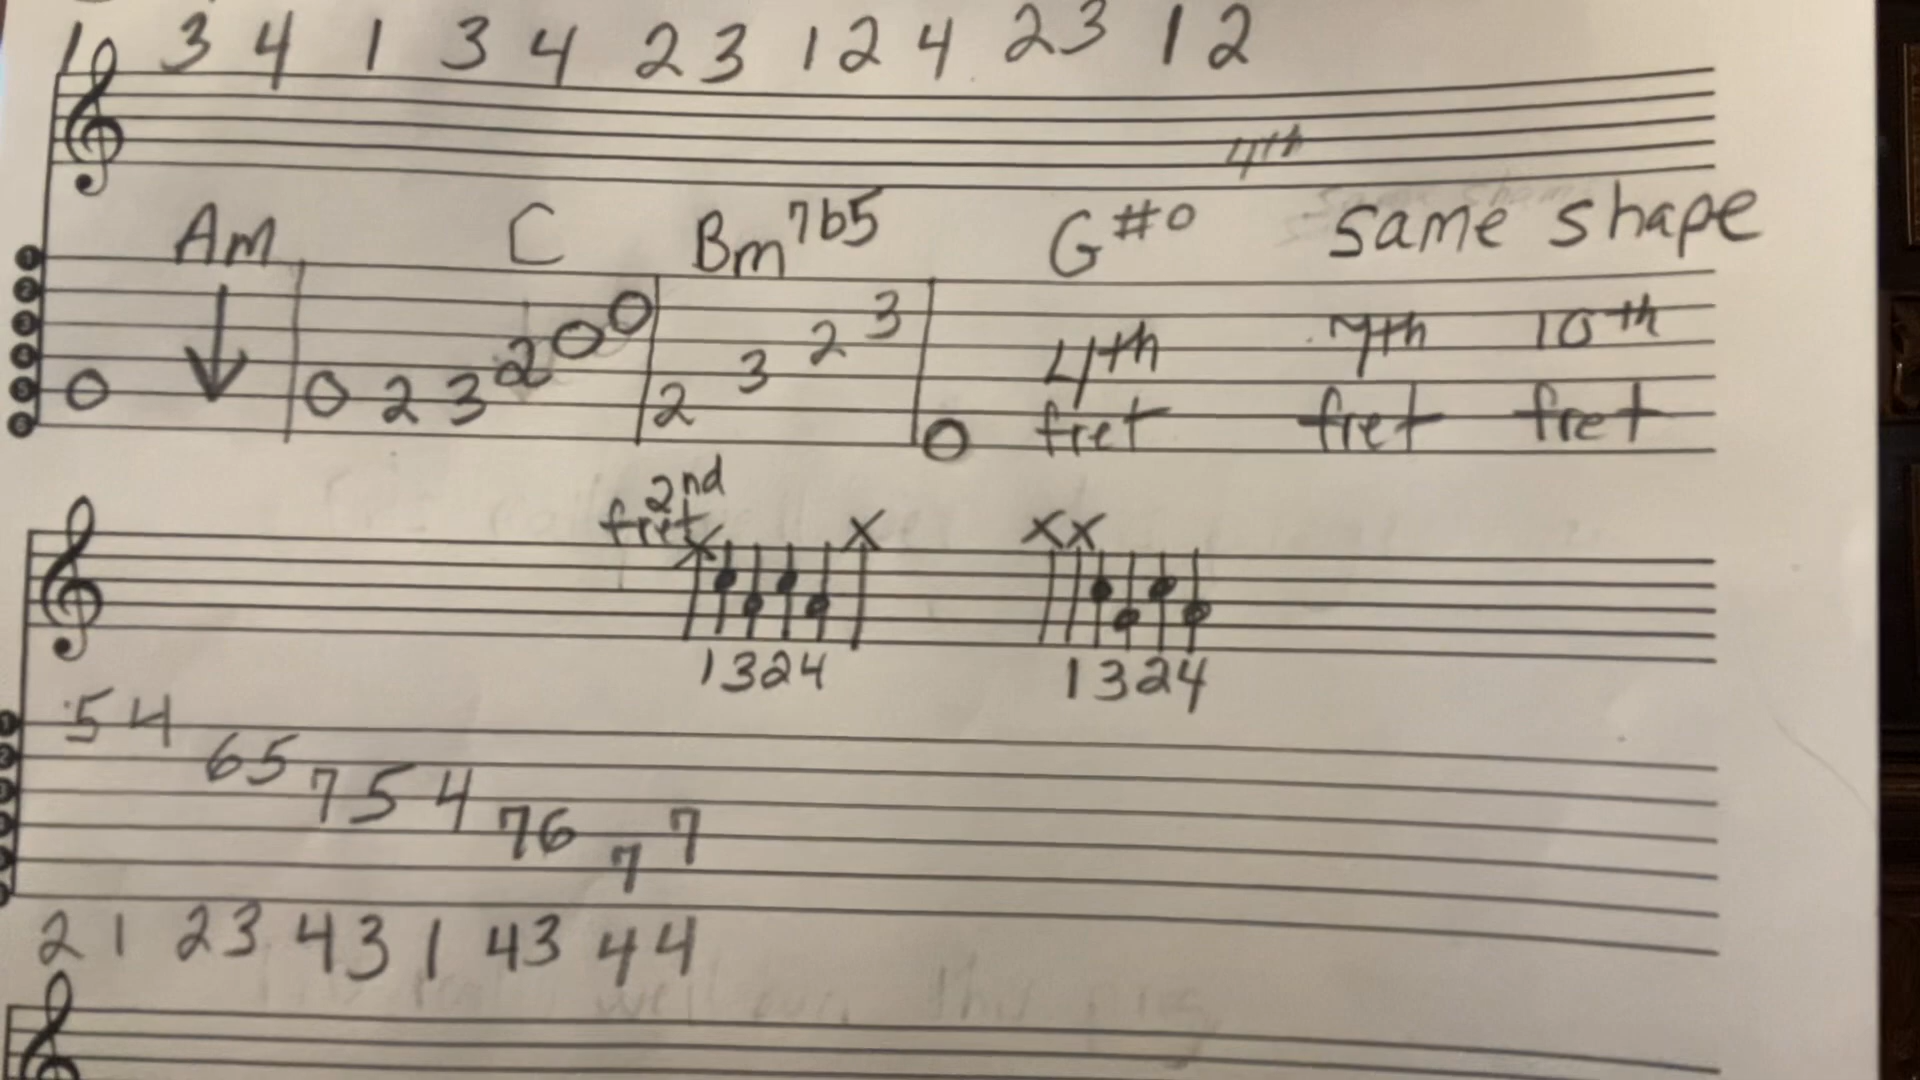 1 3 4 1 3 4 2 3 1 2 4 2 3 1 2
4th
Am C Bm7b5 G#o same shape
0 0 2 3 2 0 0 2 3 2 3 0 4th fret 7th fret 10th fret
2nd
fret
x x xx
1324 1324
5 4 6 5 7 5 4 7 6 7 7
2 1 2 3 4 3 1 4 3 4 4